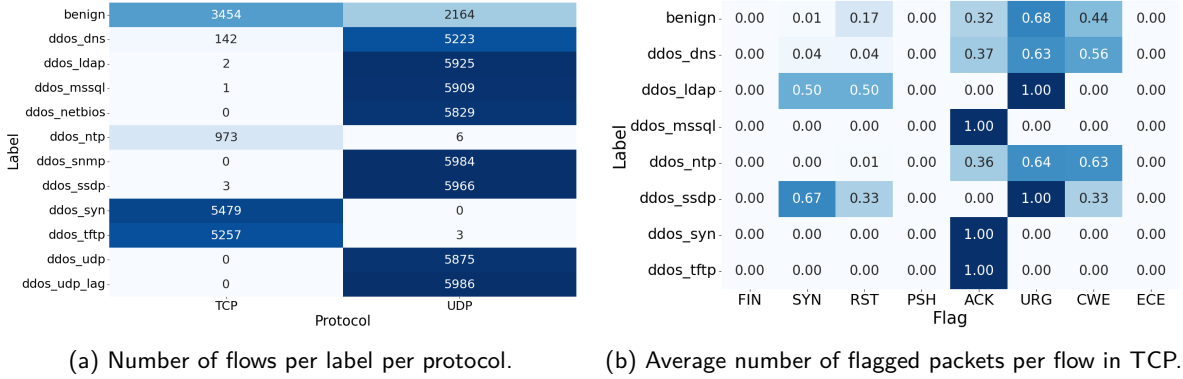 benign 3454 2164
ddos_dns 142 5223
ddos_ldap 2 5925
ddos_mssql 1 5909
ddos_netbios 0 5829
ddos_ntp 973 6
ddos_snmp 0 5984
ddos_ssdp 3 5966
ddos_syn 5479 0
ddos_tftp 5257 3
ddos_udp 0 5875
ddos_udp_lag 0 5986
TCP UDP
Protocol
Label
(a) Number of flows per label per protocol.
benign 0.00 0.01 0.17 0.00 0.32 0.68 0.44 0.00
ddos_dns 0.00 0.04 0.04 0.00 0.37 0.63 0.56 0.00
ddos_ldap 0.00 0.50 0.50 0.00 0.00 1.00 0.00 0.00
ddos_mssql 0.00 0.00 0.00 0.00 1.00 0.00 0.00 0.00
ddos_ntp 0.00 0.00 0.01 0.00 0.36 0.64 0.63 0.00
ddos_ssdp 0.00 0.67 0.33 0.00 0.00 1.00 0.33 0.00
ddos_syn 0.00 0.00 0.00 0.00 1.00 0.00 0.00 0.00
ddos_tftp 0.00 0.00 0.00 0.00 1.00 0.00 0.00 0.00
FIN SYN RST PSH ACK URG CWE ECE
Flag
Label
(b) Average number of flagged packets per flow in TCP.